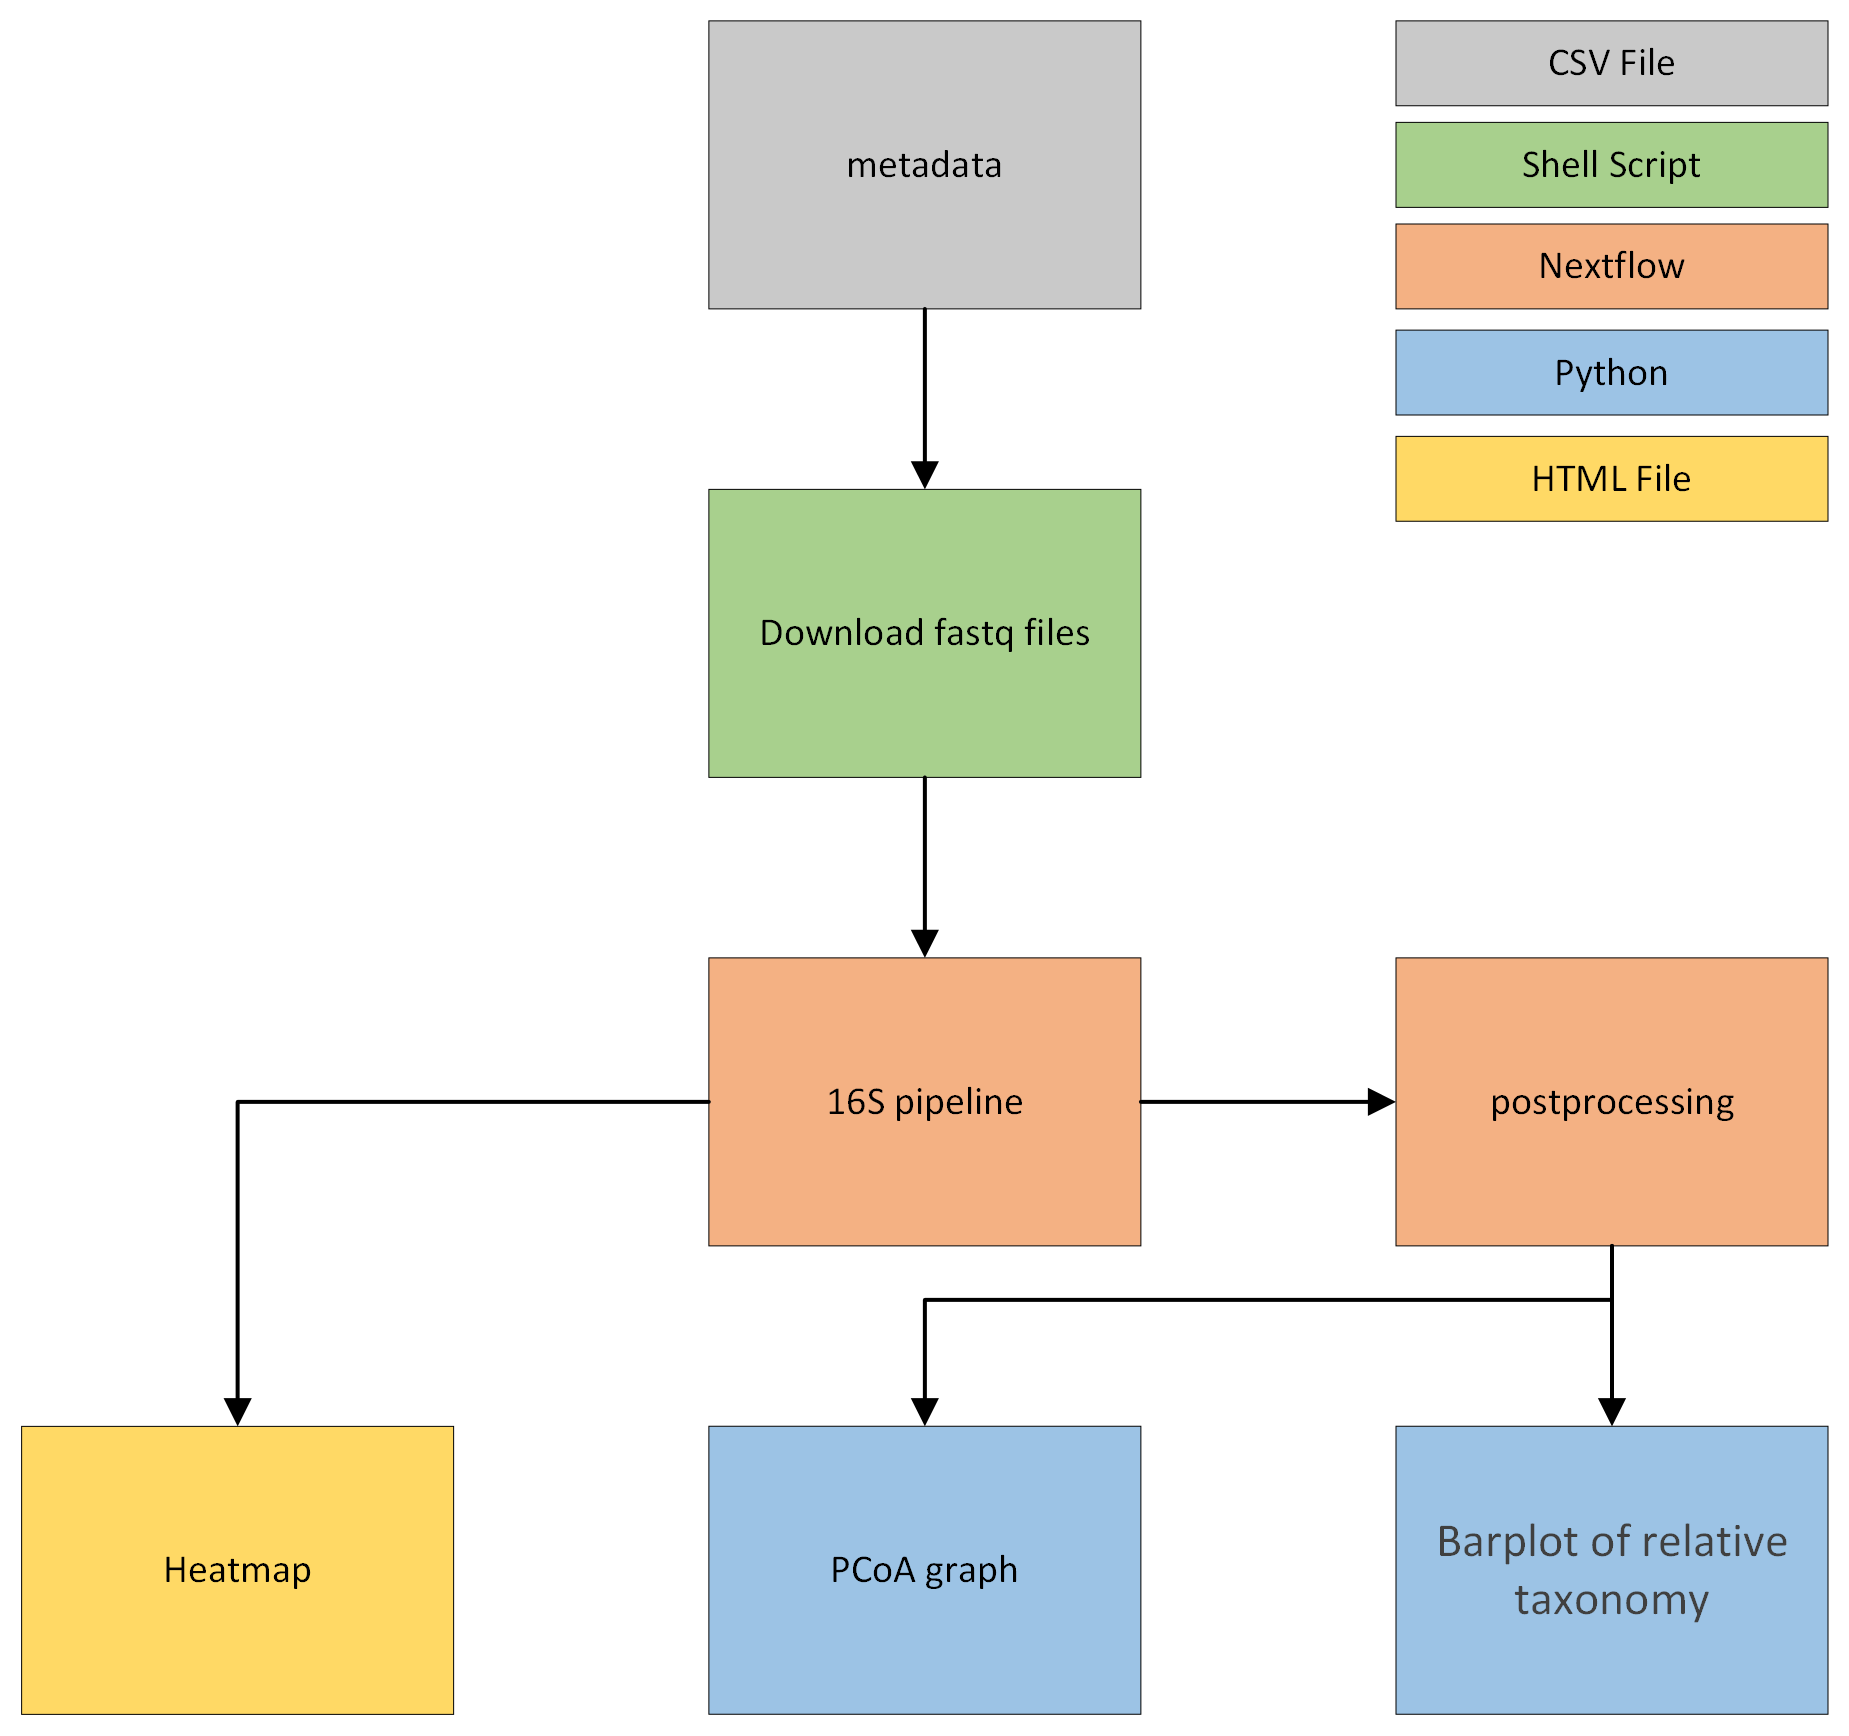 metadata
CSV File
Shell Script
Nextflow
Python
HTML File
Download fastq files
16S pipeline
postprocessing
Heatmap
PCoA graph
Barplot of relative
taxonomy